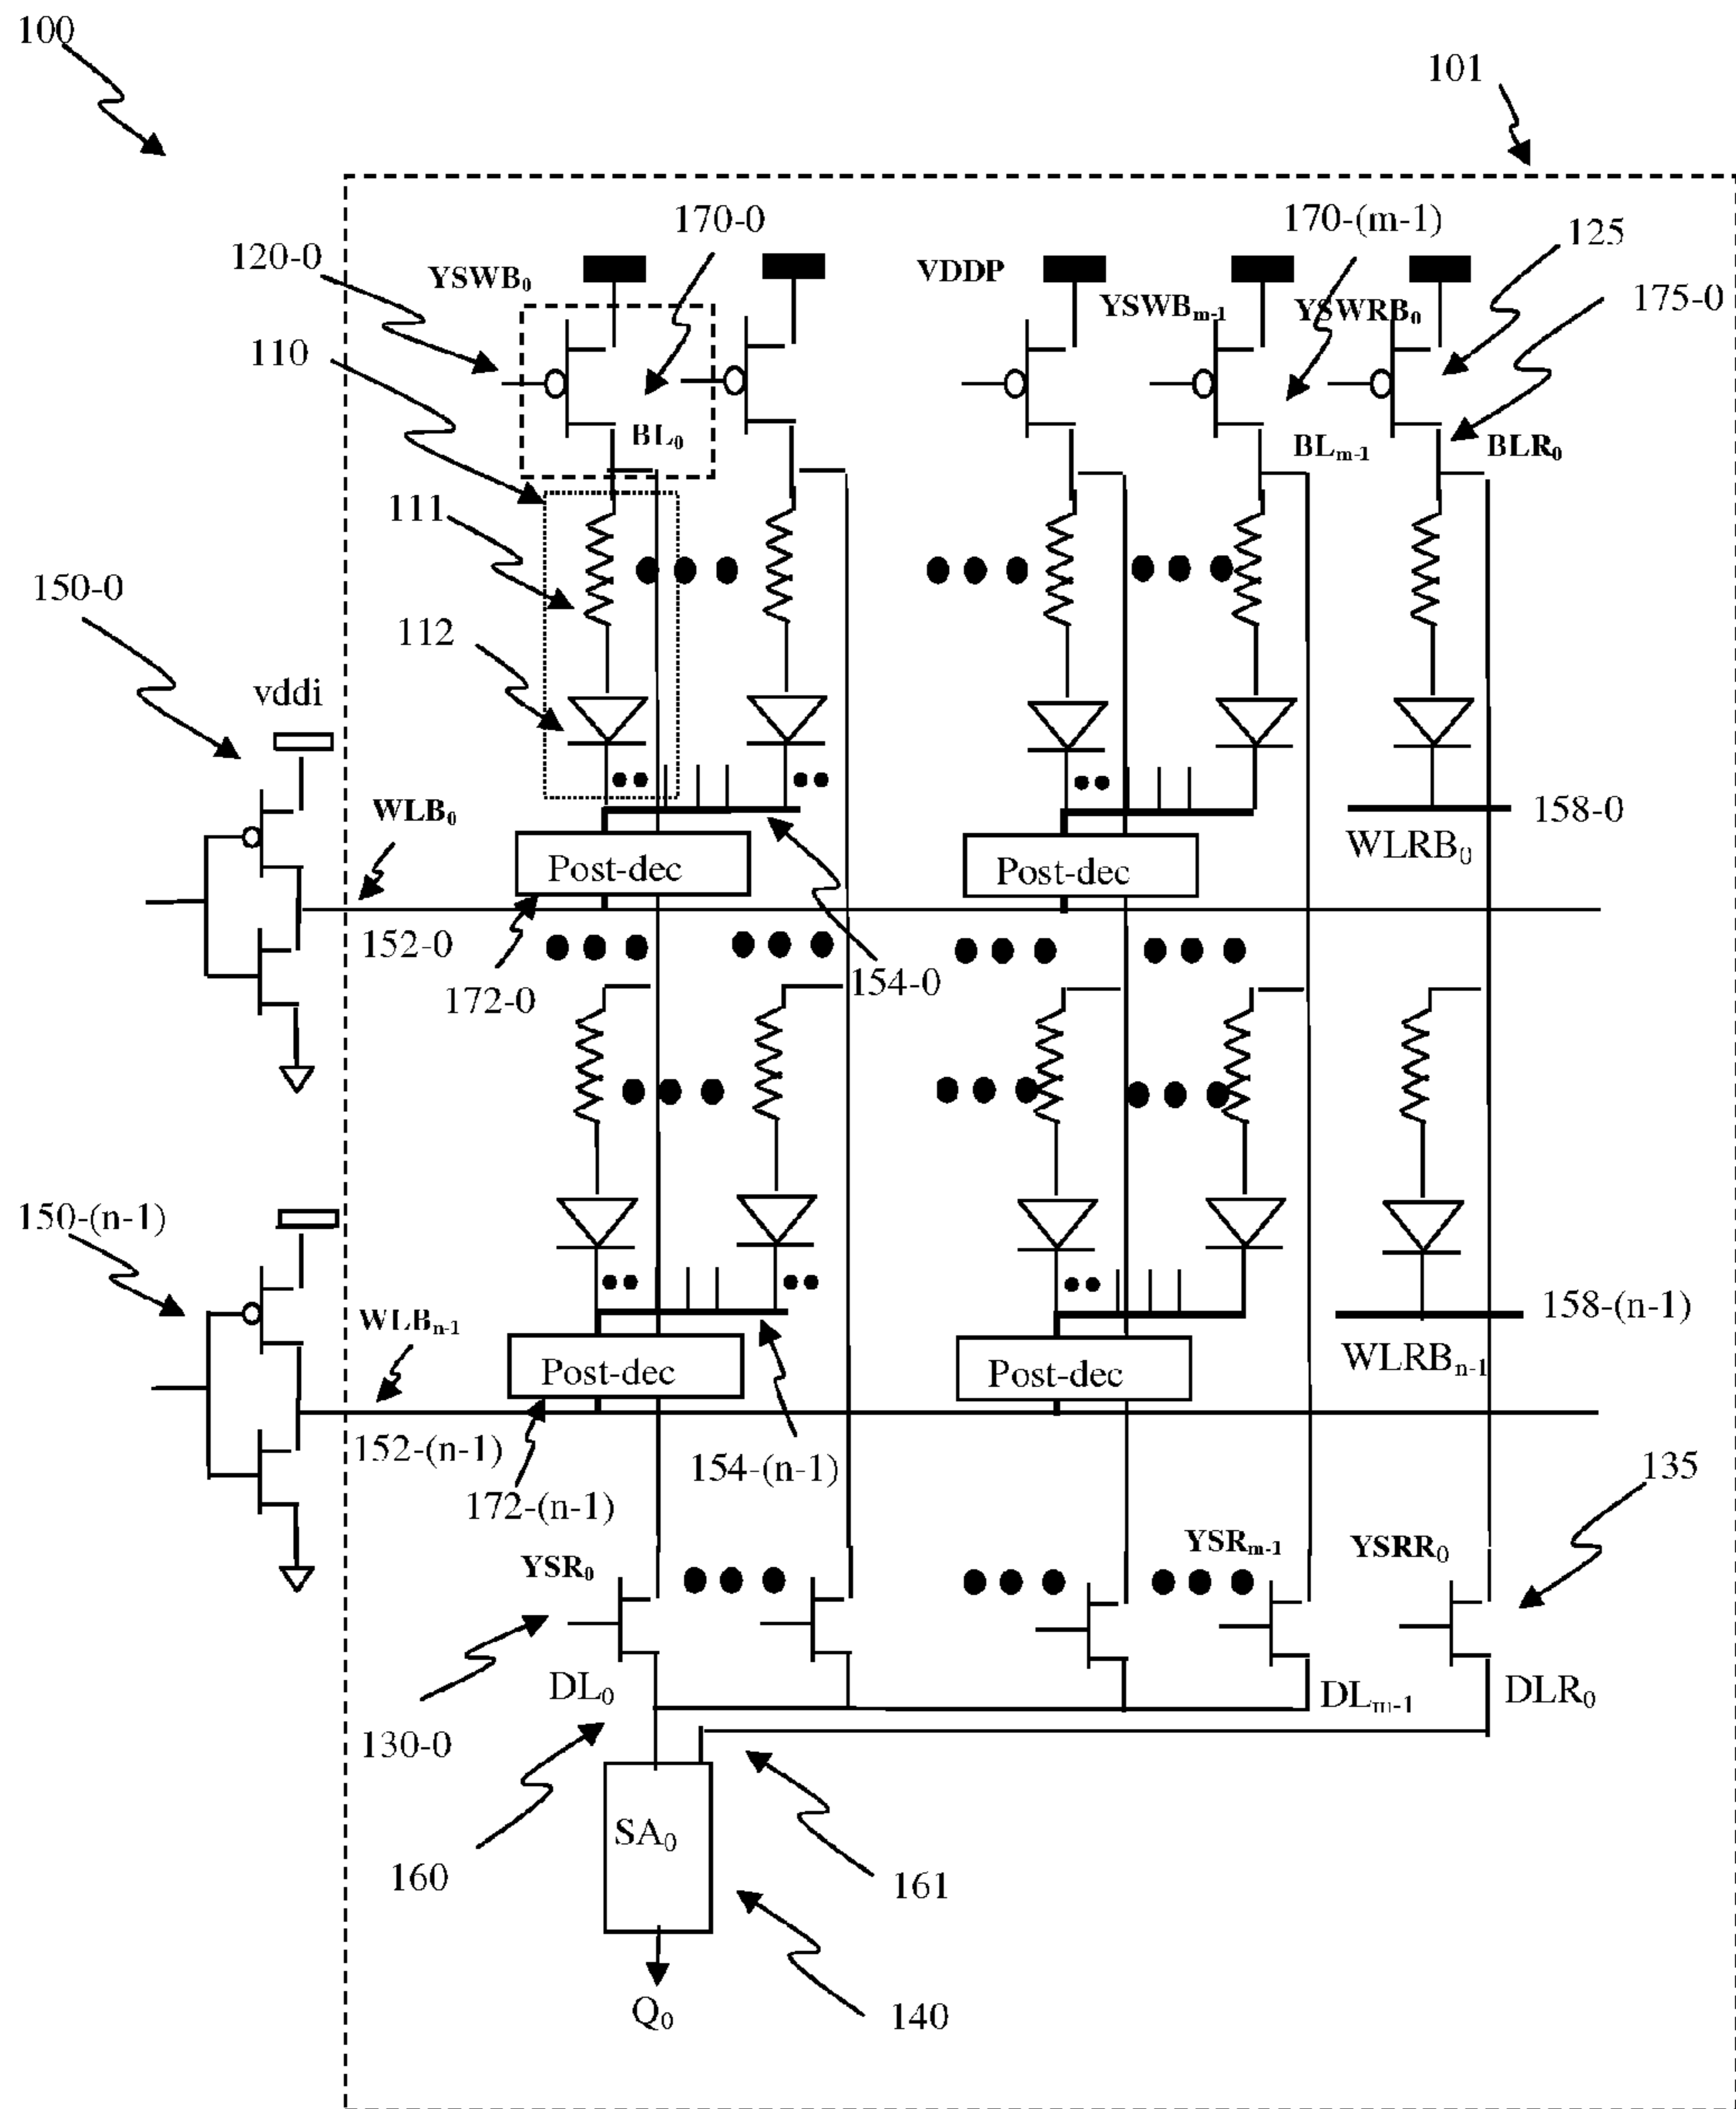 100
101
170-0
170-(m-1)
125
120-0
YSWB₀
VDDP
YSWBₘ₋₁
YSWRB₀
175-0
110
BL₀
BLₘ₋₁
BLR₀
111
150-0
112
vddi
WLB₀
158-0
WLRB₀
Post-dec
Post-dec
152-0
172-0
154-0
150-(n-1)
WLBₙ₋₁
158-(n-1)
WLRBₙ₋₁
Post-dec
Post-dec
152-(n-1)
154-(n-1)
172-(n-1)
135
YSR₀
YSRₘ₋₁
YSRR₀
DL₀
DLₘ₋₁
DLR₀
130-0
SA₀
160
161
Q₀
140